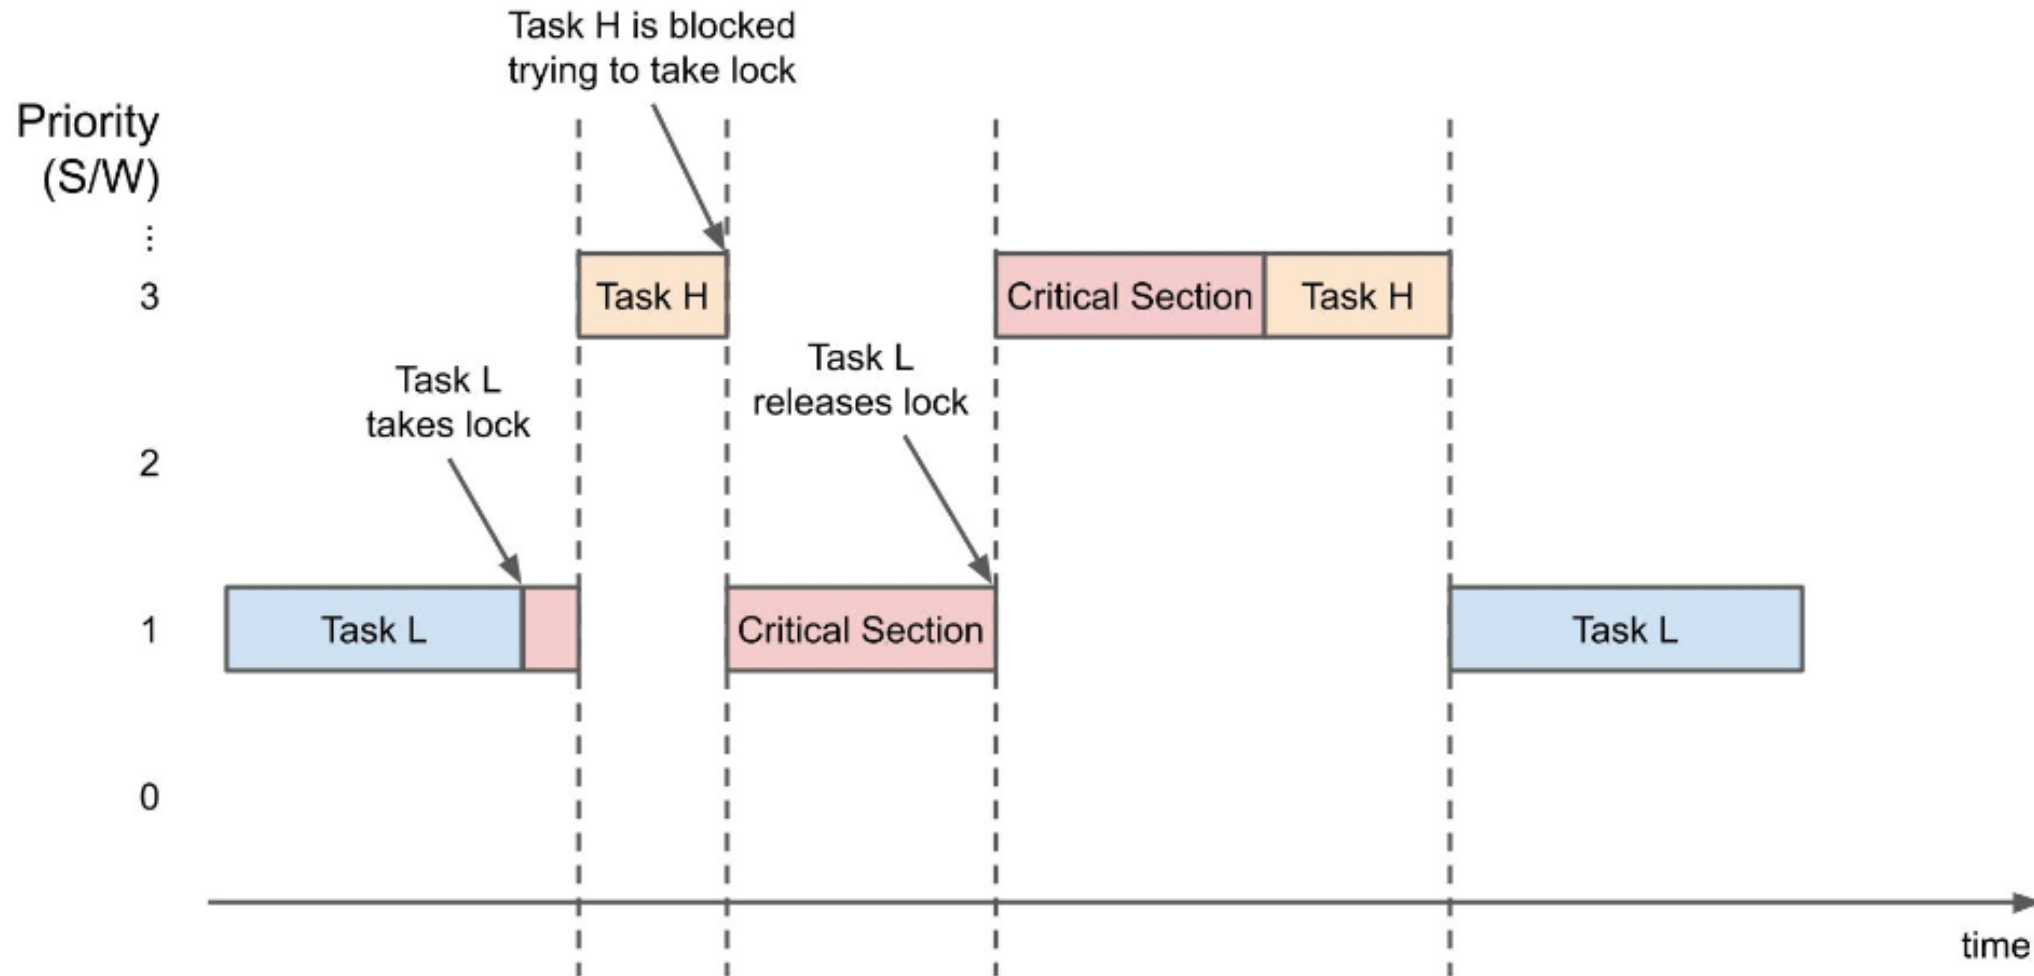 Task H is blocked
trying to take lock
Priority
(S/W)
⋮
3
Task H
Critical Section
Task H
Task L
releases lock
Task L
takes lock
2
1
Task L
Critical Section
Task L
0
time